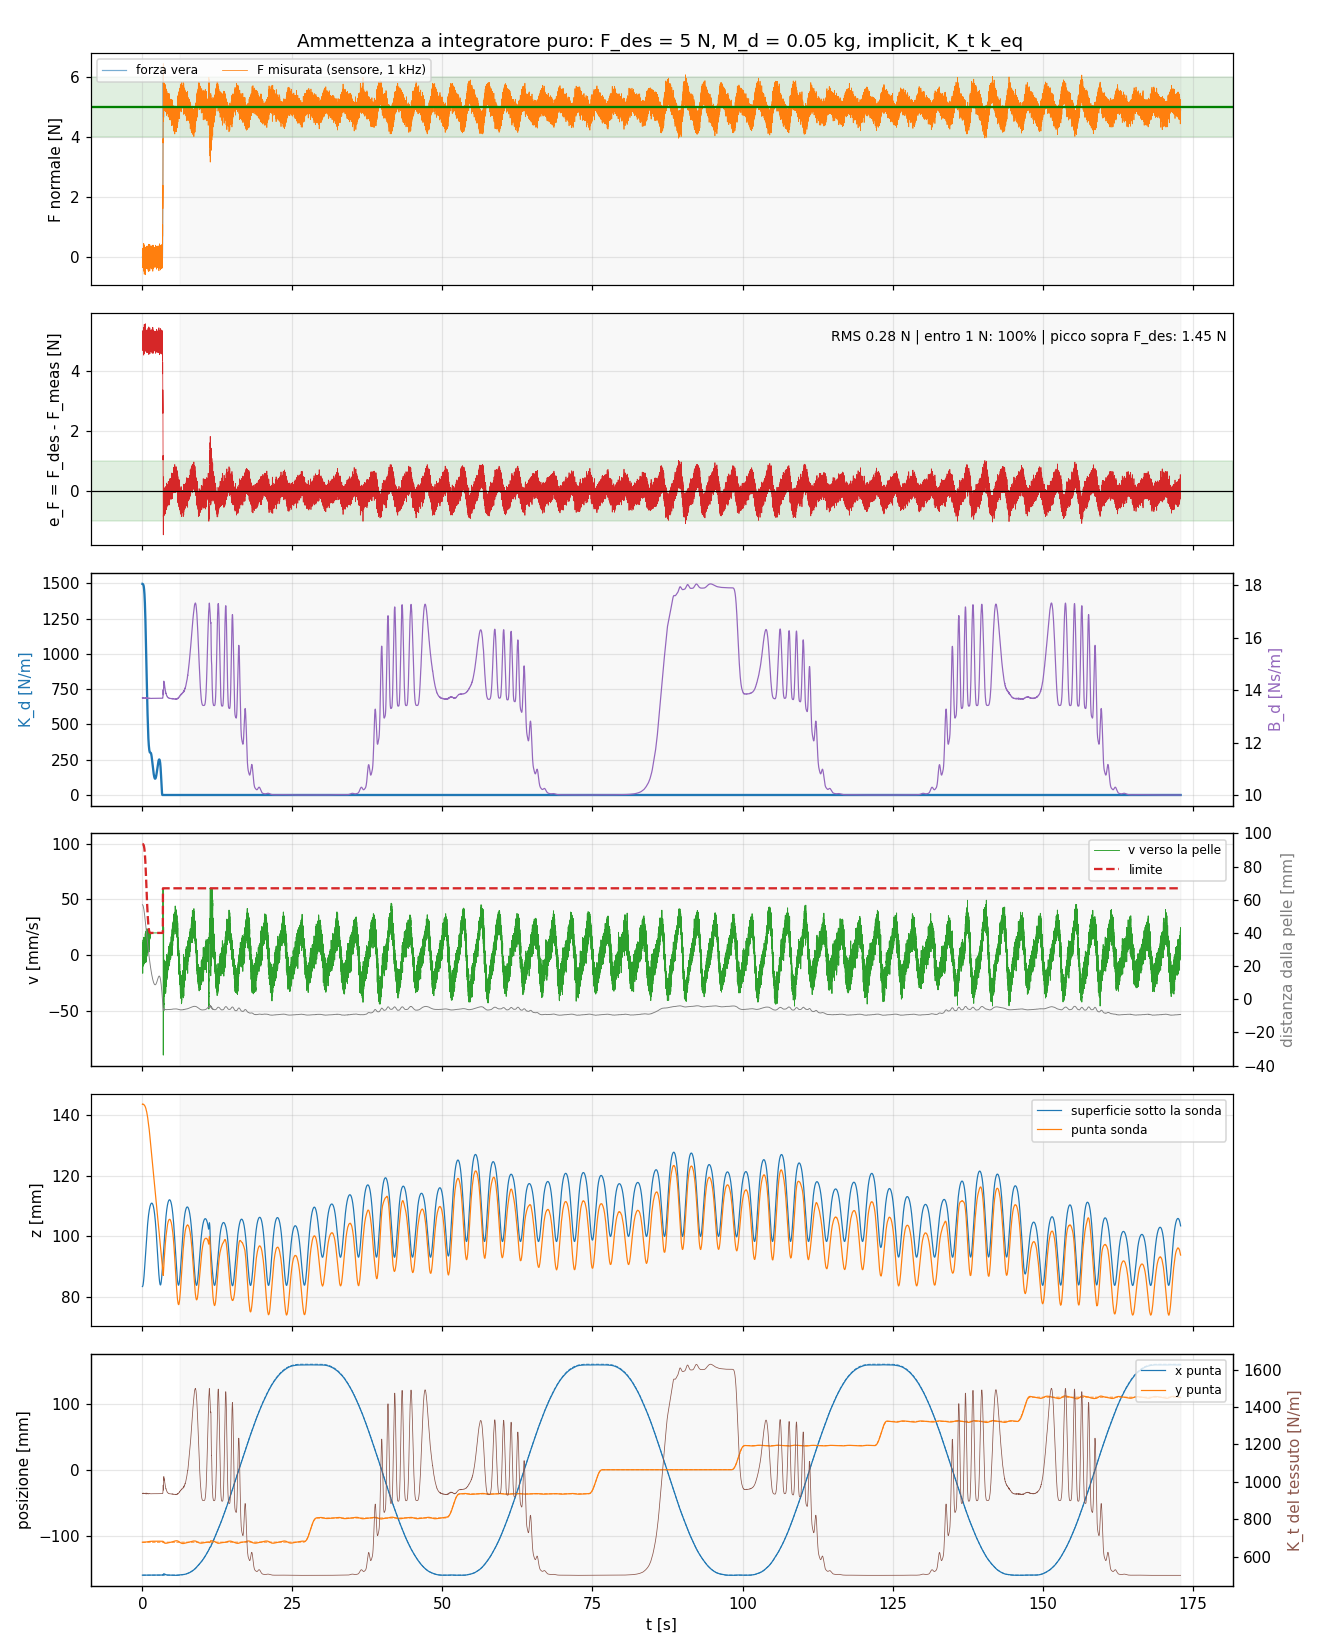 Ammettenza a integratore puro: F_des = 5 N, M_d = 0.05 kg, implicit, K_t k_eq
forza vera
F misurata (sensore, 1 kHz)
F normale [N]
6
4
2
0
RMS 0.28 N | entro 1 N: 100% | picco sopra F_des: 1.45 N
e_F = F_des - F_meas [N]
4
2
0
K_d [N/m]
1500
1250
1000
750
500
250
0
18
16
14
12
10
B_d [Ns/m]
v [mm/s]
100
50
0
−50
v verso la pelle
limite
100
80
60
40
20
0
−20
−40
distanza dalla pelle [mm]
z [mm]
140
120
100
80
superficie sotto la sonda
punta sonda
posizione [mm]
100
0
−100
x punta
y punta
1600
1400
1200
1000
800
600
K_t del tessuto [N/m]
0
25
50
75
100
125
150
175
t [s]